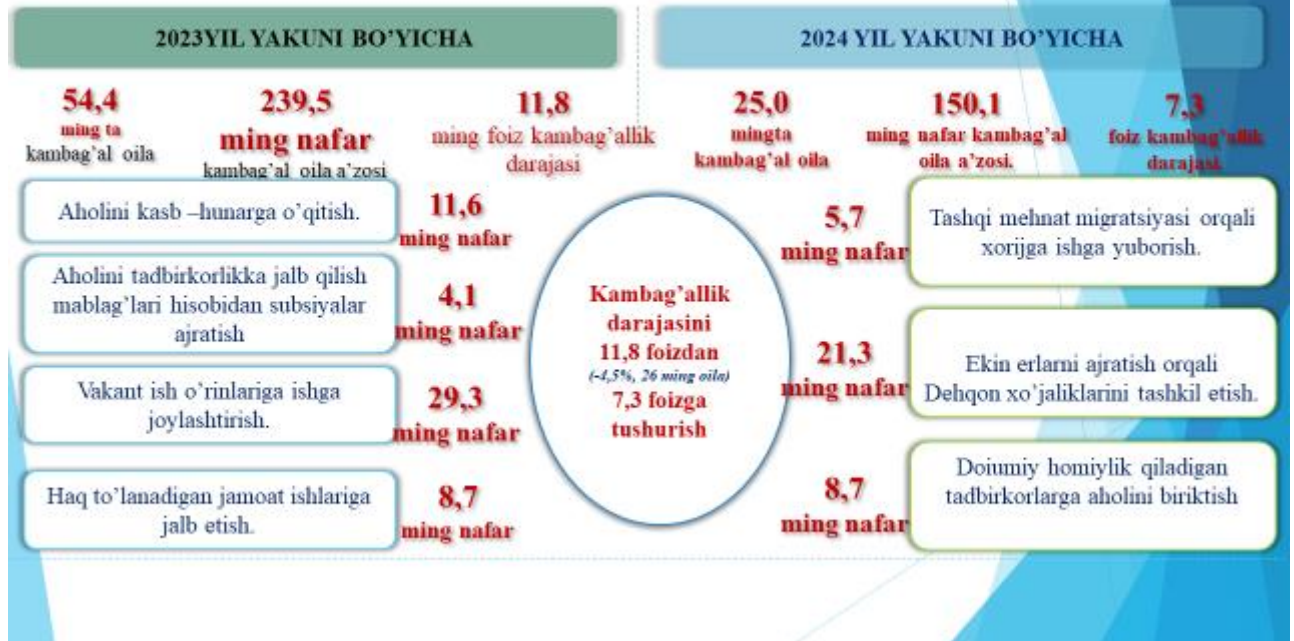 2023YIL YAKUNI BO’YICHA
2024 YIL YAKUNI BO’YICHA
54,4
ming ta
kambag’al oila
239,5
ming nafar
kambag’al oila a’zosi
11,8
ming foiz kambag’allik
darajasi
25,0
mingta
kambag’al oila
150,1
ming nafar kambag’al
oila a’zosi.
7,3
foiz kambag’allik
darajasi.
Aholini kasb –hunarga o’qitish.
11,6
ming nafar
Aholini tadbirkorlikka jalb qilish
mablag’lari hisobidan subsiyalar
ajratish
4,1
ming nafar
Vakant ish o’rinlariga ishga
joylashtirish.
29,3
ming nafar
Haq to’lanadigan jamoat ishlariga
jalb etish.
8,7
ming nafar
Kambag’allik
darajasini
11,8 foizdan
(-4,5%, 26 ming oila)
7,3 foizga
tushurish
5,7
ming nafar
Tashqi mehnat migratsiyasi orqali
xorijga ishga yuborish.
21,3
ming nafar
Ekin erlarni ajratish orqali
Dehqon xo’jaliklarini tashkil etish.
8,7
ming nafar
Doiumiy homiylik qiladigan
tadbirkorlarga aholini biriktish